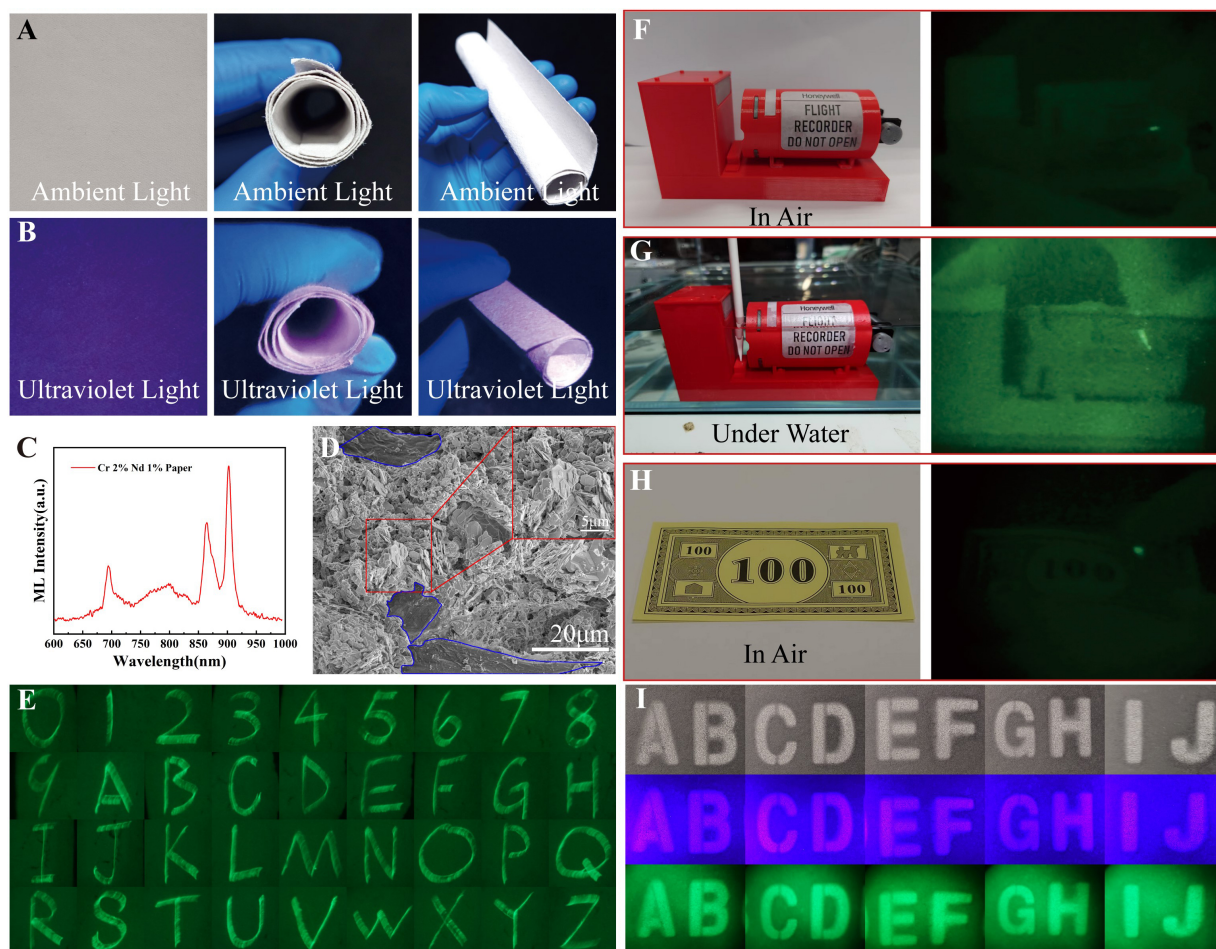 A
Ambient Light
Ambient Light
Ambient Light
B
Ultraviolet Light
Ultraviolet Light
Ultraviolet Light
C
Cr 2% Nd 1% Paper
ML Intensity(a.u.)
600 650 700 750 800 850 900 950 1000
Wavelength(nm)
D
5μm
20μm
E
0 1 2 3 4 5 6 7 8
9 A B C D E F G H
I J K L M N O P Q
R S T U V W X Y Z
F
Honeywell
FLIGHT
RECORDER
DO NOT OPEN
In Air
G
Honeywell
FLIGHT
RECORDER
DO NOT OPEN
Under Water
H
100
100
100
In Air
100
I
A B C D E F G H I J
A B C D E F G H I J
A B C D E F G H I J